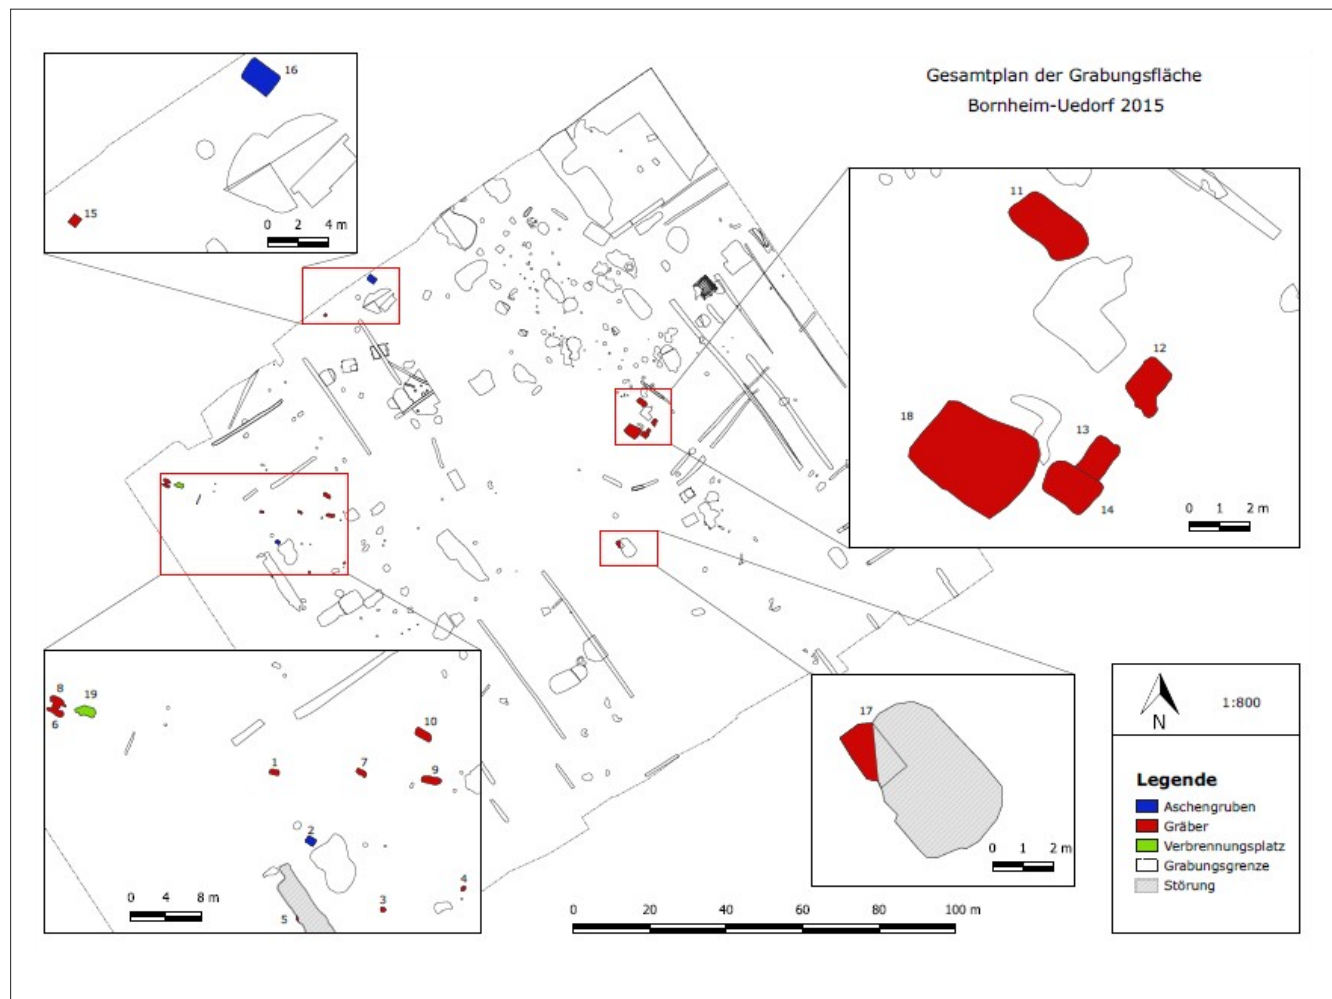 Gesamtplan der Grabungsfläche
Bornheim-Uedorf 2015
16
15
0 2 4 m
11
12
18
13
14
0 1 2 m
8
19
6
10
1
7
9
2
4
3
5
0 4 8 m
17
0 1 2 m
0 20 40 60 80 100 m
N
1:800
Legende
Aschengruben
Gräber
Verbrennungsplatz
Grabungsgrenze
Störung